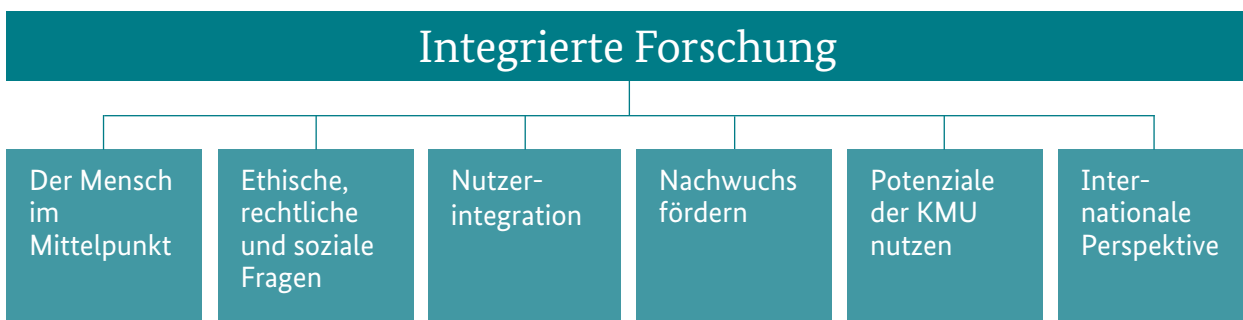 Integrierte Forschung
Der Mensch
im
Mittelpunkt
Ethische,
rechtliche
und soziale
Fragen
Nutzer-
integration
Nachwuchs
fördern
Potenziale
der KMU
nutzen
Inter-
nationale
Perspektive